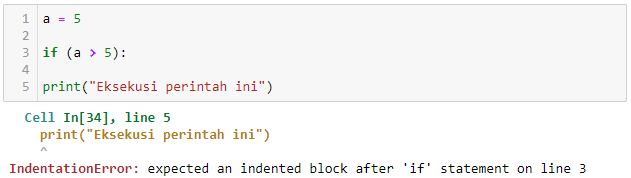 1 a = 5
2
3 if (a > 5):
4
5 print("Eksekusi perintah ini")
Cell In[34], line 5
print("Eksekusi perintah ini")
^
IndentationError: expected an indented block after 'if' statement on line 3